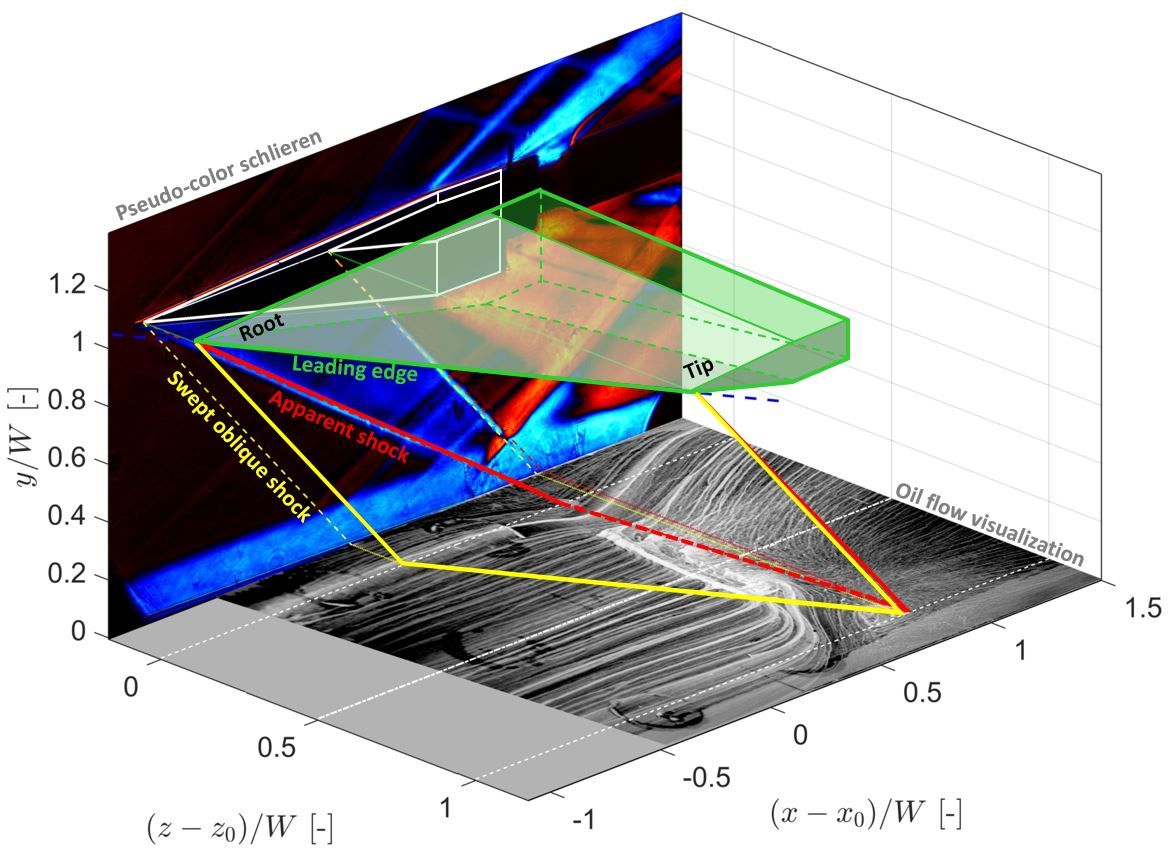 Pseudo-color schlieren
1.2
1
0.8
0.6
0.4
0.2
0
y/W [-]
Root
Leading edge
Tip
Swept oblique shock
Apparent shock
Oil flow visualization
0
0.5
1
(z − z₀)/W [-]
-1
-0.5
0
0.5
1
1.5
(x − x₀)/W [-]